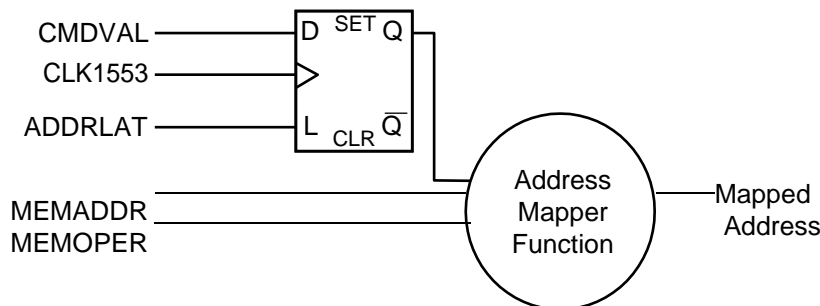 CMDVAL
CLK1553
ADDRLAT
D SET Q
L CLR Q
MEMADDR
MEMOPER
Address
Mapper
Function
Mapped
Address